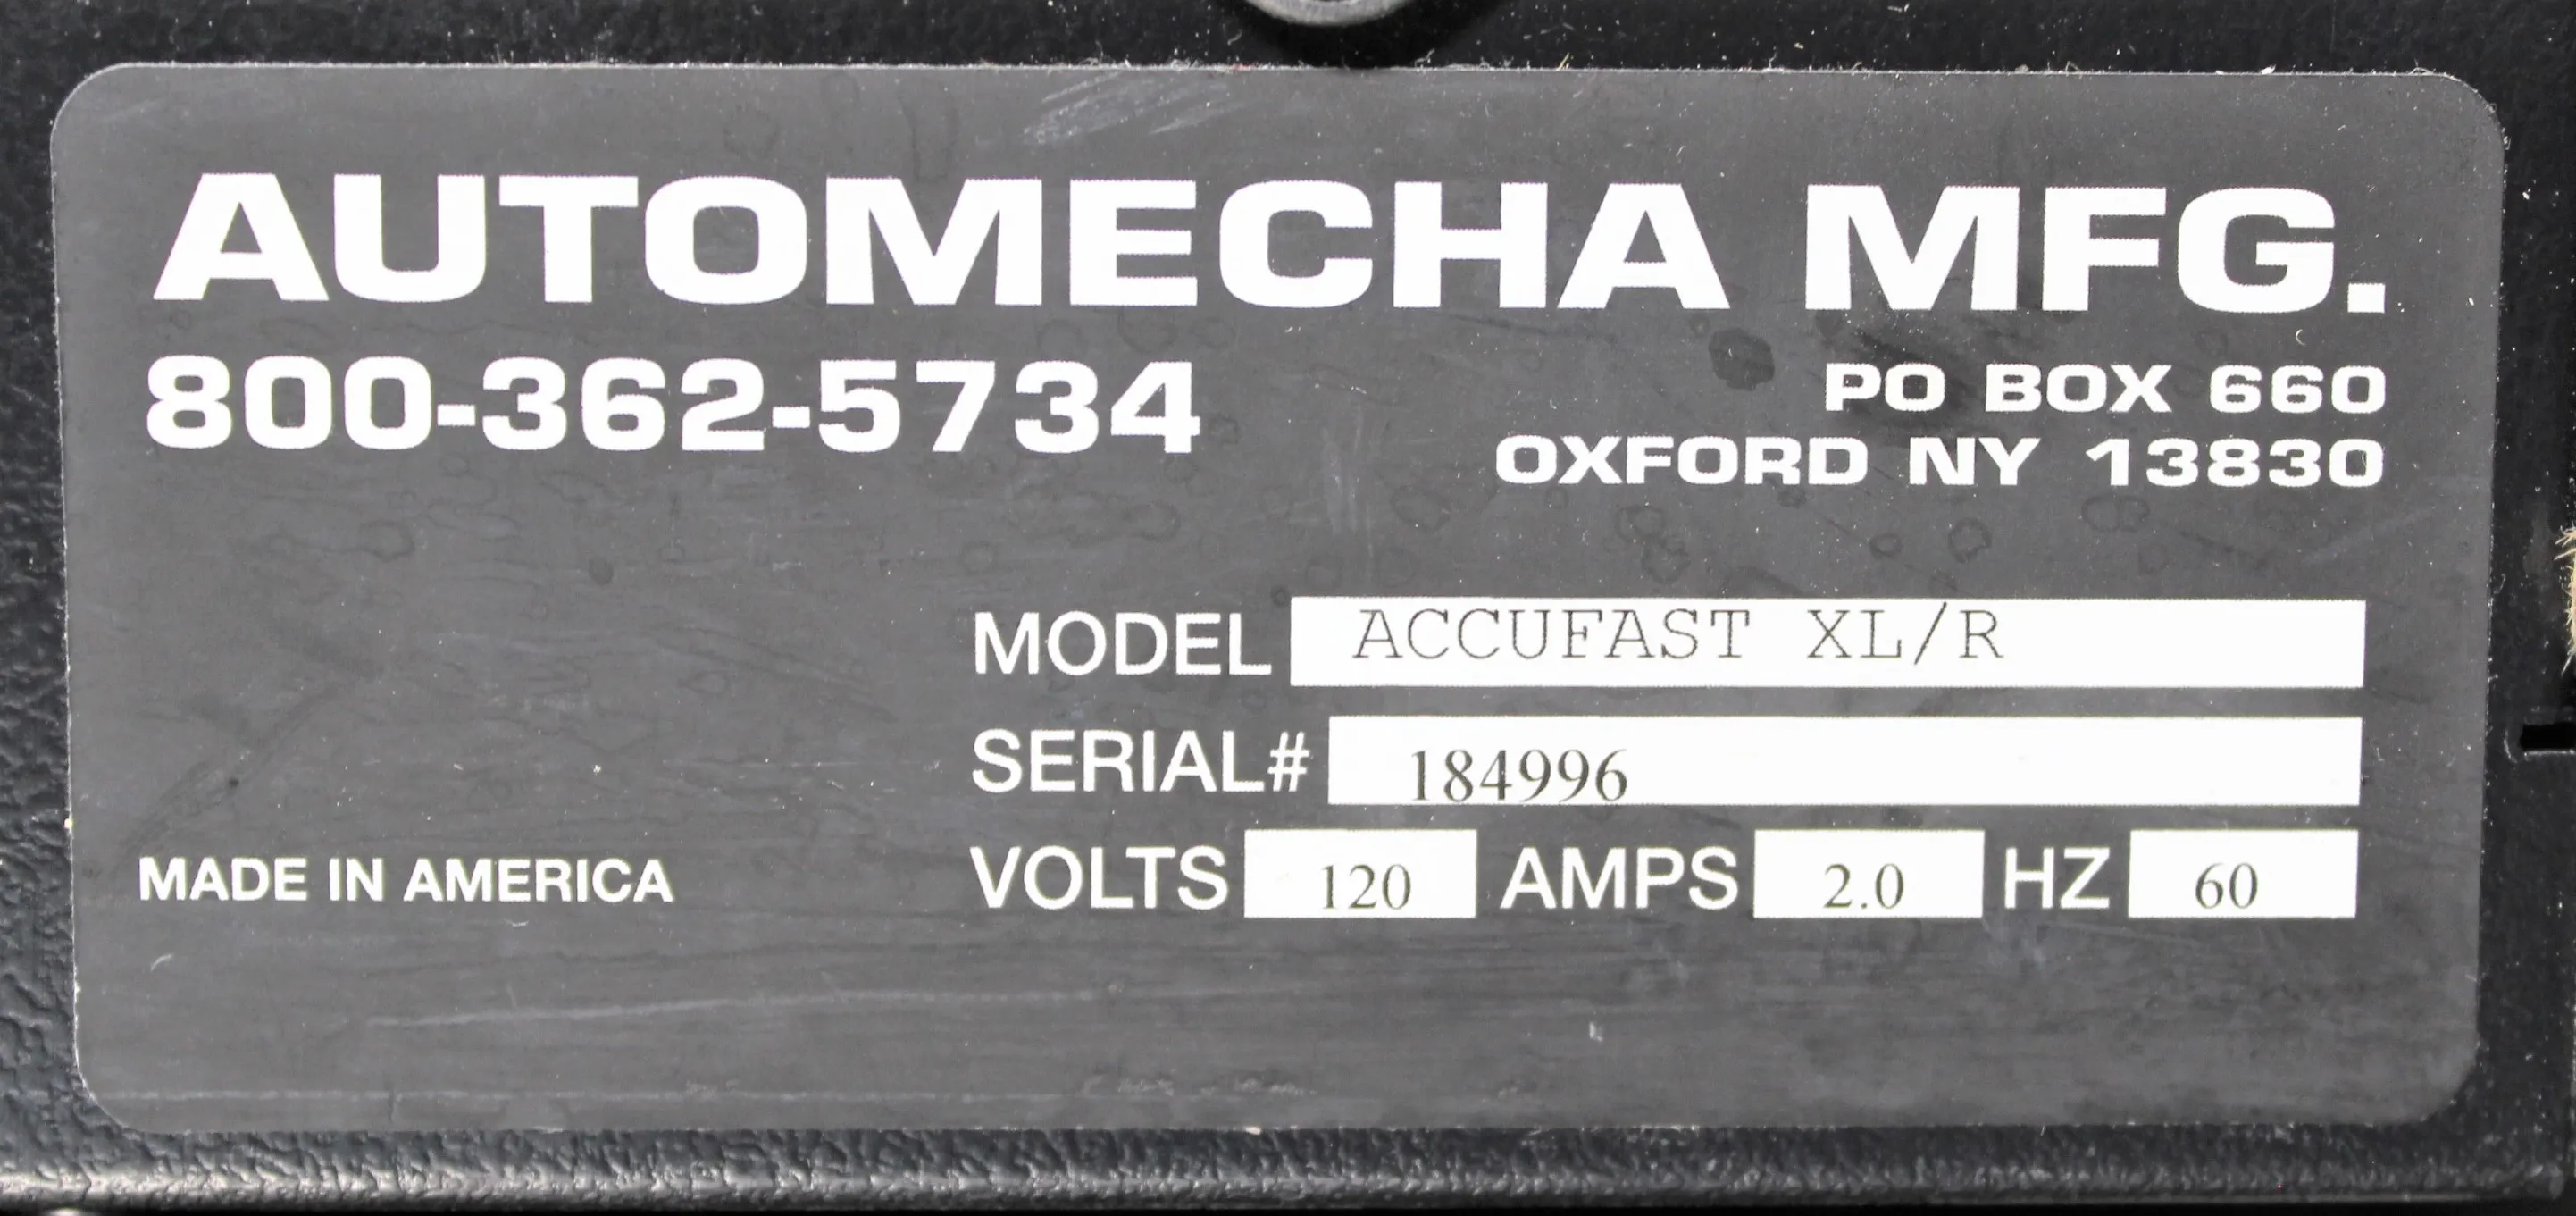 AUTOMECHA MFG.
800-362-5734
PO BOX 660
OXFORD NY 13830
MODEL ACCUFAST XL/R
SERIAL# 184996
MADE IN AMERICA VOLTS 120 AMPS 2.0 HZ 60